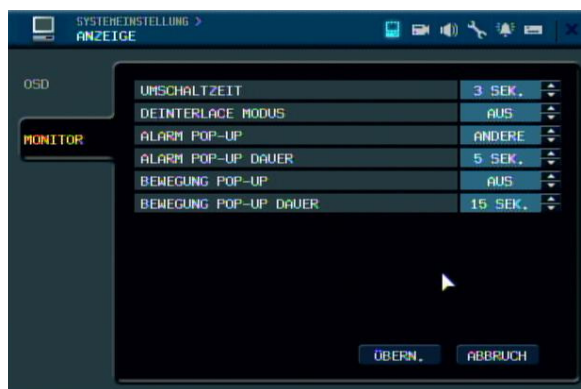 SYSTEMEINSTELLUNG >
ANZEIGE
OSD
MONITOR
UMSCHALTZEIT 3 SEK.
DEINTERLACE MODUS AUS
ALARM POP-UP ANDERE
ALARM POP-UP DAUER 5 SEK.
BEWEGUNG POP-UP AUS
BEWEGUNG POP-UP DAUER 15 SEK.
ÜBERN. ABBRUCH